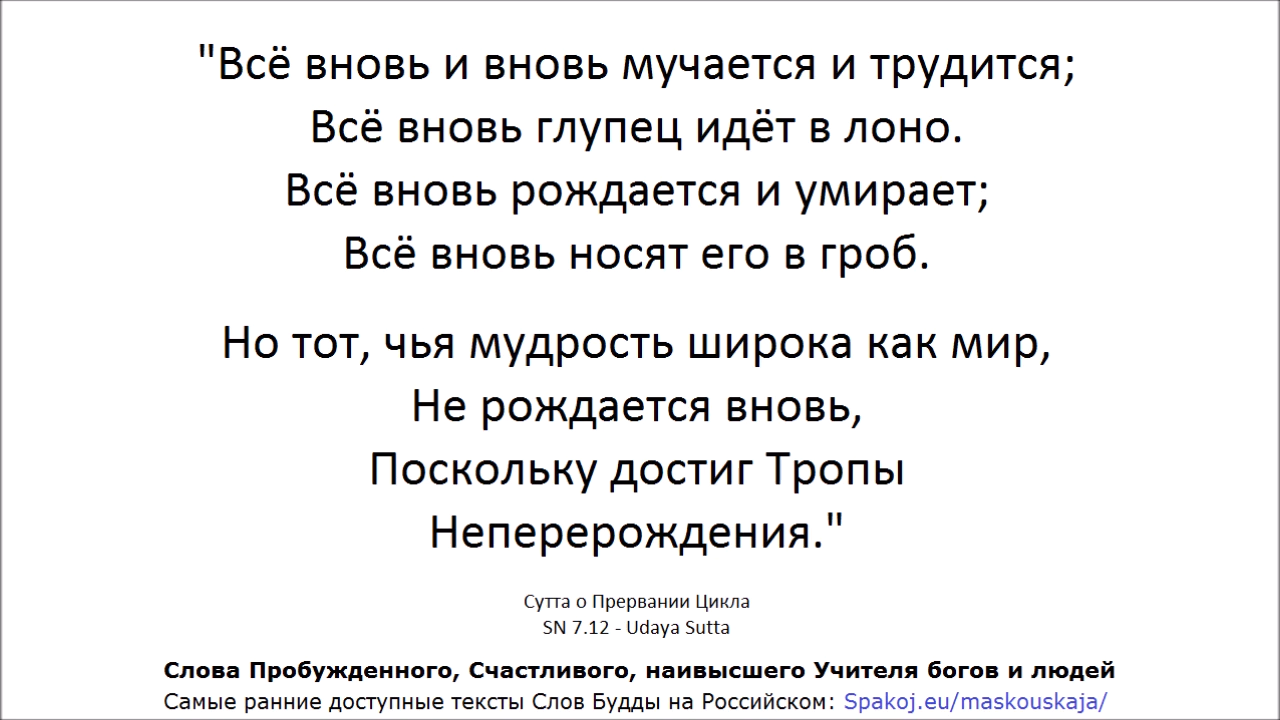 "Всё вновь и вновь мучается и трудится;
Всё вновь глупец идёт в лоно.
Всё вновь рождается и умирает;
Всё вновь носят его в гроб.
Но тот, чья мудрость широка как мир,
Не рождается вновь,
Поскольку достиг Тропы
Неперерождения."
Сутта о Прервании Цикла
SN 7.12 - Udaya Sutta
Слова Пробужденного, Счастливого, наивысшего Учителя богов и людей
Самые ранние доступные тексты Слов Будды на Российском: Spakoj.eu/maskouskaja/